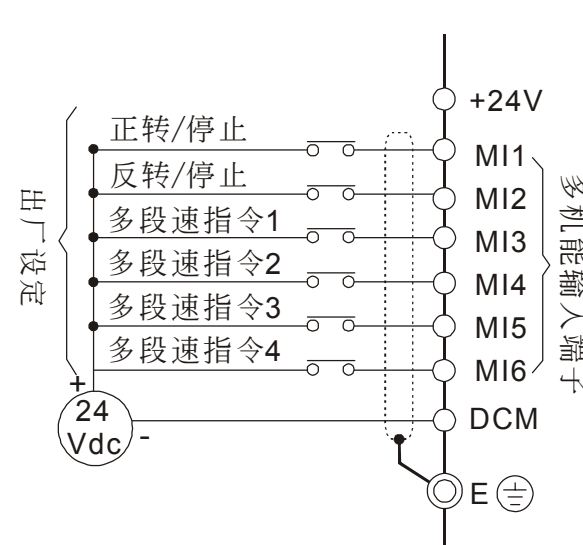 +24V
正转/停止
MI1
反转/停止
MI2
多段速指令1
MI3
多段速指令2
MI4
多段速指令3
MI5
多段速指令4
MI6
出厂设定
多机能输入端子
+
24
Vdc
-
DCM
E